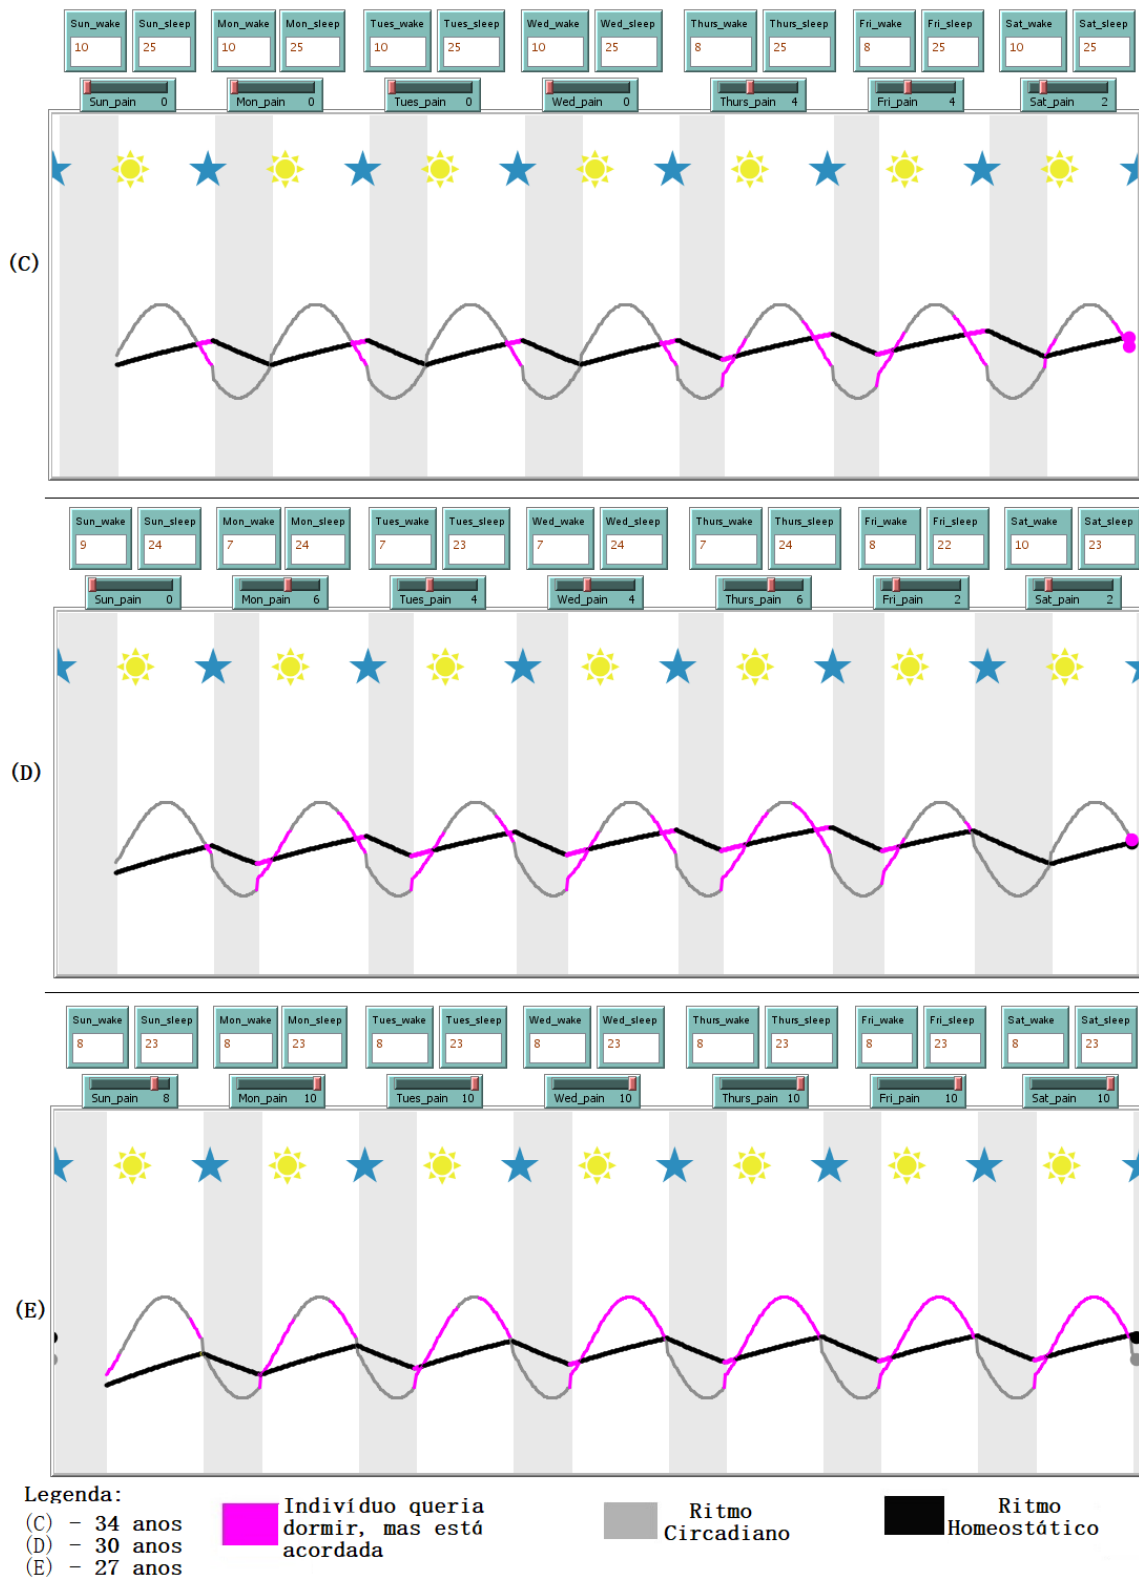 Sun_wake Sun_sleep Mon_wake Mon_sleep Tues_wake Tues_sleep Wed_wake Wed_sleep Thurs_wake Thurs_sleep Fri_wake Fri_sleep Sat_wake Sat_sleep
10 25 10 25 10 25 10 25 8 25 8 25 10 25
Sun_pain 0 Mon_pain 0 Tues_pain 0 Wed_pain 0 Thurs_pain 4 Fri_pain 4 Sat_pain 2
(C)
Sun_wake Sun_sleep Mon_wake Mon_sleep Tues_wake Tues_sleep Wed_wake Wed_sleep Thurs_wake Thurs_sleep Fri_wake Fri_sleep Sat_wake Sat_sleep
9 24 7 24 7 23 7 24 7 24 8 22 10 23
Sun_pain 0 Mon_pain 6 Tues_pain 4 Wed_pain 4 Thurs_pain 6 Fri_pain 2 Sat_pain 2
(D)
Sun_wake Sun_sleep Mon_wake Mon_sleep Tues_wake Tues_sleep Wed_wake Wed_sleep Thurs_wake Thurs_sleep Fri_wake Fri_sleep Sat_wake Sat_sleep
8 23 8 23 8 23 8 23 8 23 8 23 8 23
Sun_pain 8 Mon_pain 10 Tues_pain 10 Wed_pain 10 Thurs_pain 10 Fri_pain 10 Sat_pain 10
(E)
Legenda:
(C) - 34 anos
(D) - 30 anos
(E) - 27 anos
Indivíduo queria
dormir, mas está
acordada
Ritmo
Circadiano
Ritmo
Homeostático